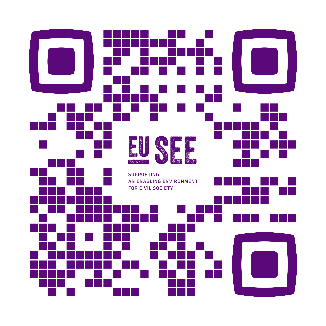 EU SEE
SUPPORTING
AN ENABLING ENVIRONMENT
FOR CIVIL SOCIETY